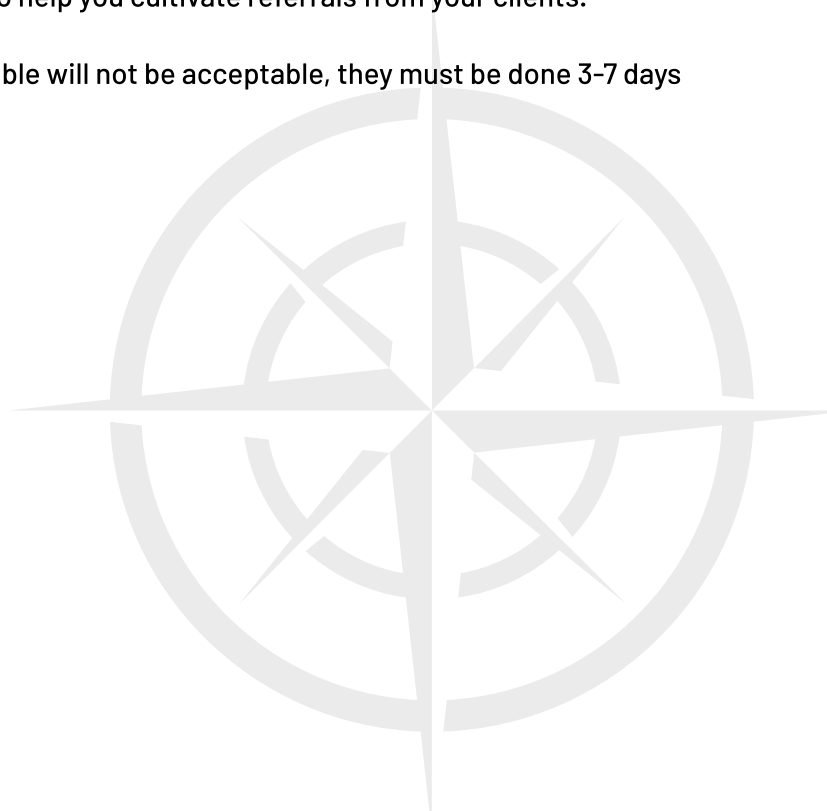 help you cultivate referrals from your clients.
ble will not be acceptable, they must be done 3-7 days